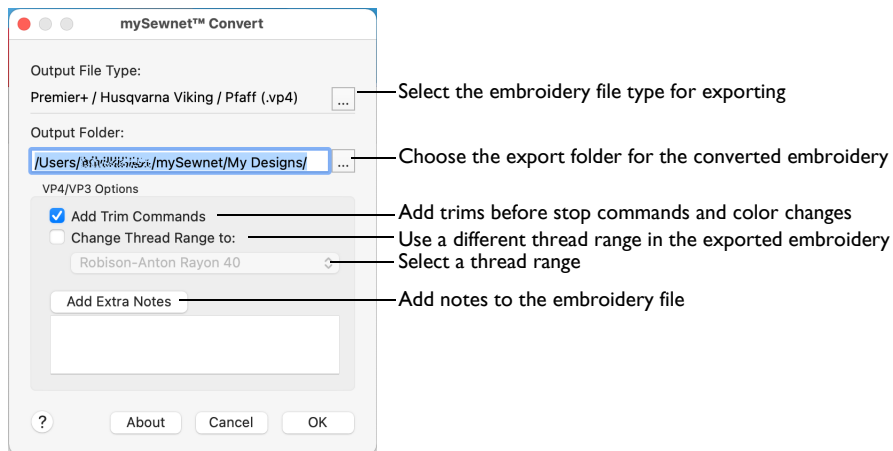 mySewnet™ Convert
Output File Type:
Premier+ / Husqvarna Viking / Pfaff (.vp4)
...
Select the embroidery file type for exporting
Output Folder:
/Users/ /mySewnet/My Designs/
...
Choose the export folder for the converted embroidery
VP4/VP3 Options
Add Trim Commands
Add trims before stop commands and color changes
Change Thread Range to:
Use a different thread range in the exported embroidery
Robison-Anton Rayon 40
Select a thread range
Add Extra Notes
Add notes to the embroidery file
?
About
Cancel
OK